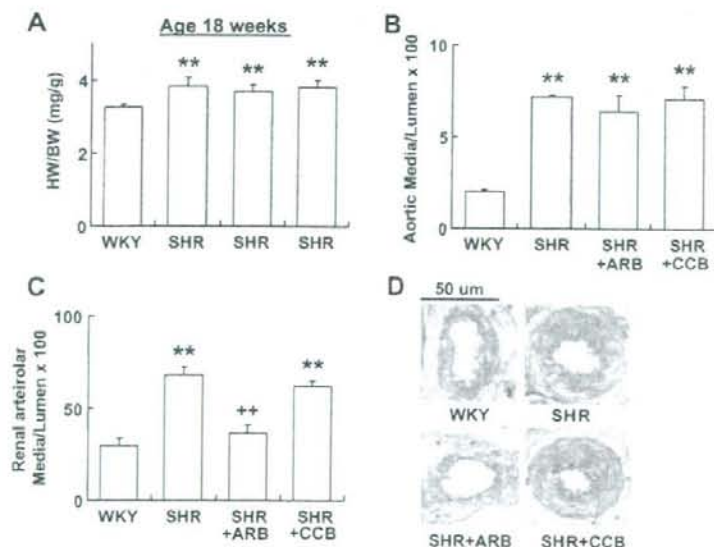 A
Age 18 weeks
HW/BW (mg/g)
4
2
0
**
**
**
WKY
SHR
SHR
SHR
B
Aortic Media/Lumen x 100
10
5
0
**
**
**
WKY
SHR
SHR
+ARB
SHR
+CCB
C
Renal arteirolar
Media/Lumen x 100
100
50
0
**
++
**
WKY
SHR
SHR
+ARB
SHR
+CCB
D
50 um
WKY
SHR
SHR+ARB
SHR+CCB